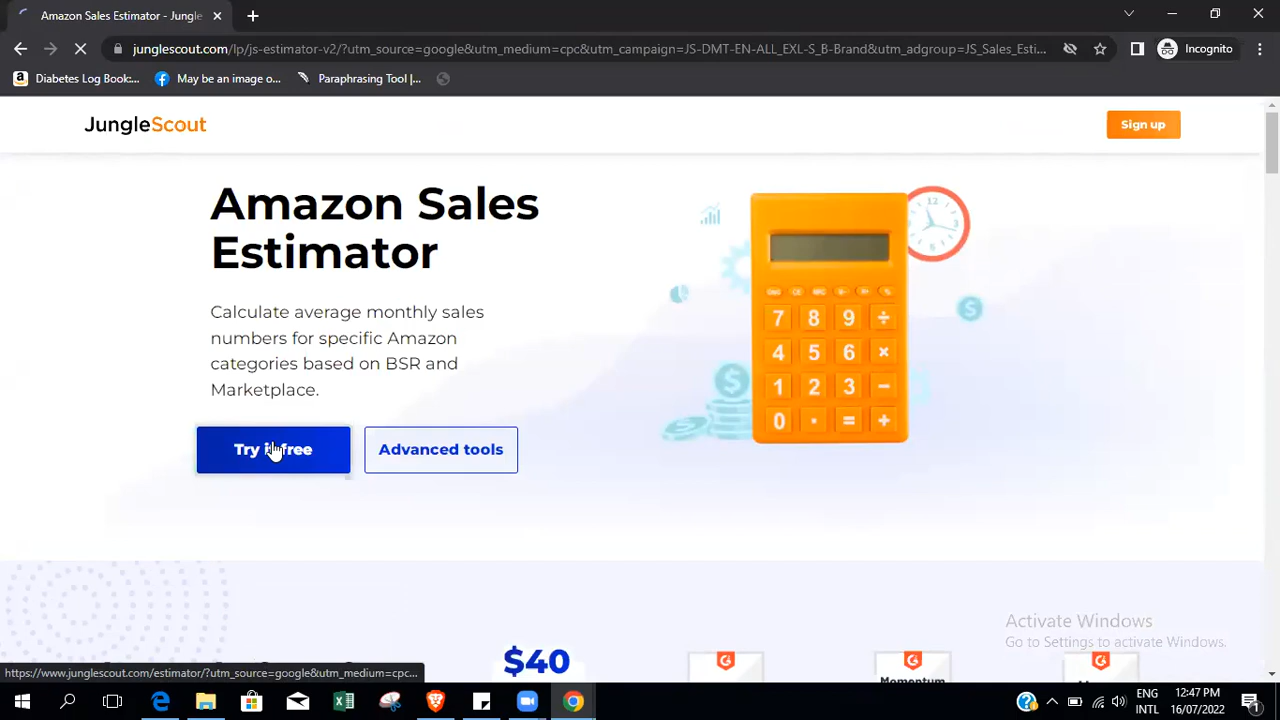 Amazon Sales Estimator - Jungle
junglescout.com/lp/js-estimator-v2/?utm_source=google&utm_medium=cpc&utm_campaign=JS-DMT-EN-ALL_EXL-S_B-Brand&utm_adgroup=JS_Sales_Esti...
Incognito
Diabetes Log Book:...
May be an image o...
Paraphrasing Tool |...
JungleScout
Sign up
Amazon Sales
Estimator
Calculate average monthly sales
numbers for specific Amazon
categories based on BSR and
Marketplace.
Try it free
Advanced tools
12
7 8 9 ÷
4 5 6 ×
1 2 3 −
0 . = +
$40
Momentum
Activate Windows
Go to Settings to activate Windows.
https://www.junglescout.com/estimator/?utm_source=google&utm_medium=cpc...
ENG
INTL
12:47 PM
16/07/2022